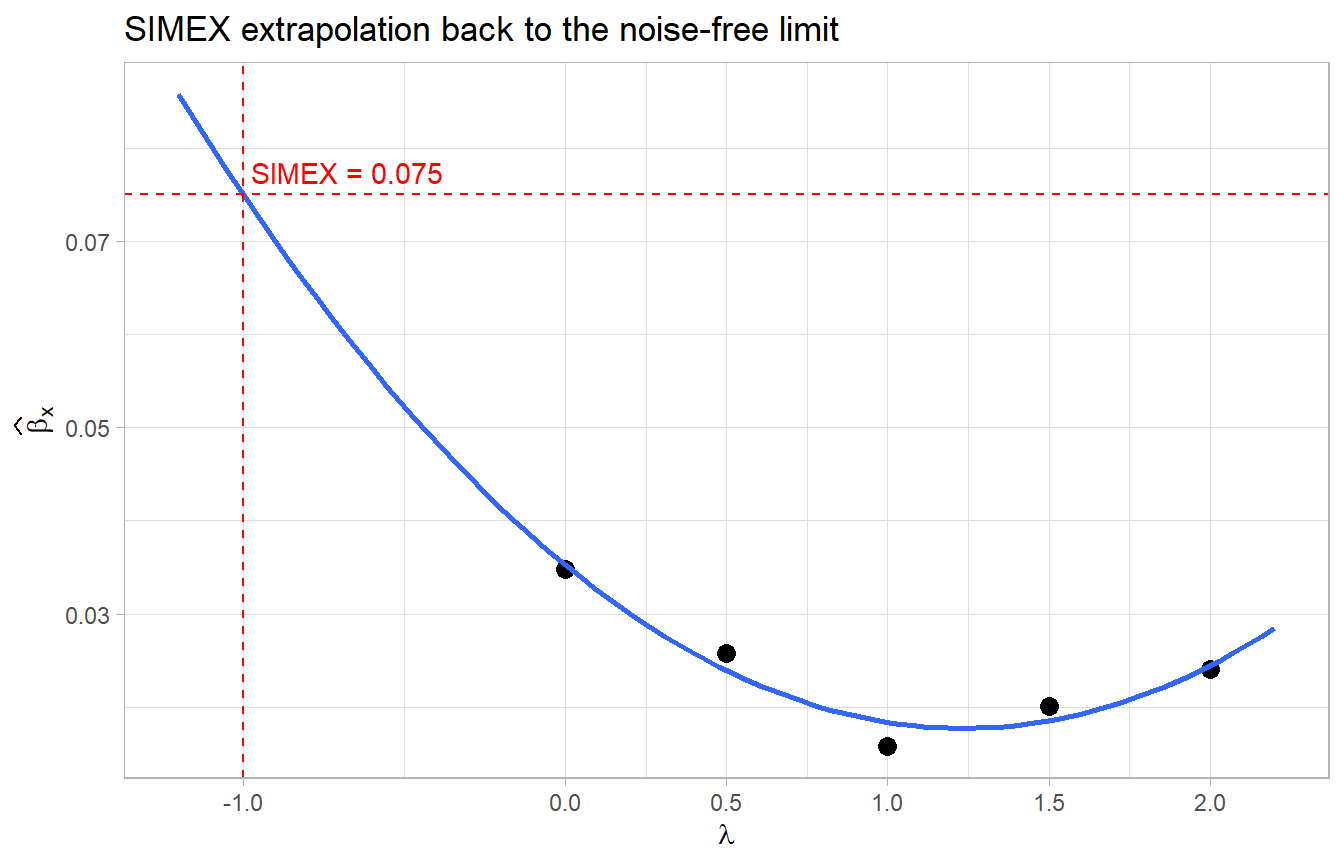 SIMEX extrapolation back to the noise-free limit
SIMEX = 0.075
0.07
0.05
0.03
β̂x
-1.0 0.0 0.5 1.0 1.5 2.0
λ